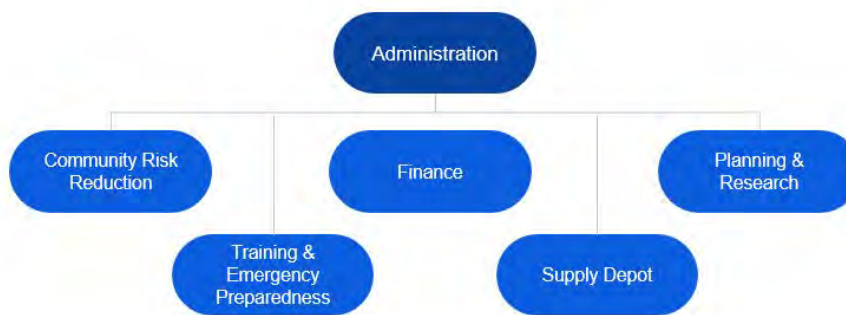 Administration
Community Risk
Reduction
Finance
Planning &
Research
Training &
Emergency
Preparedness
Supply Depot